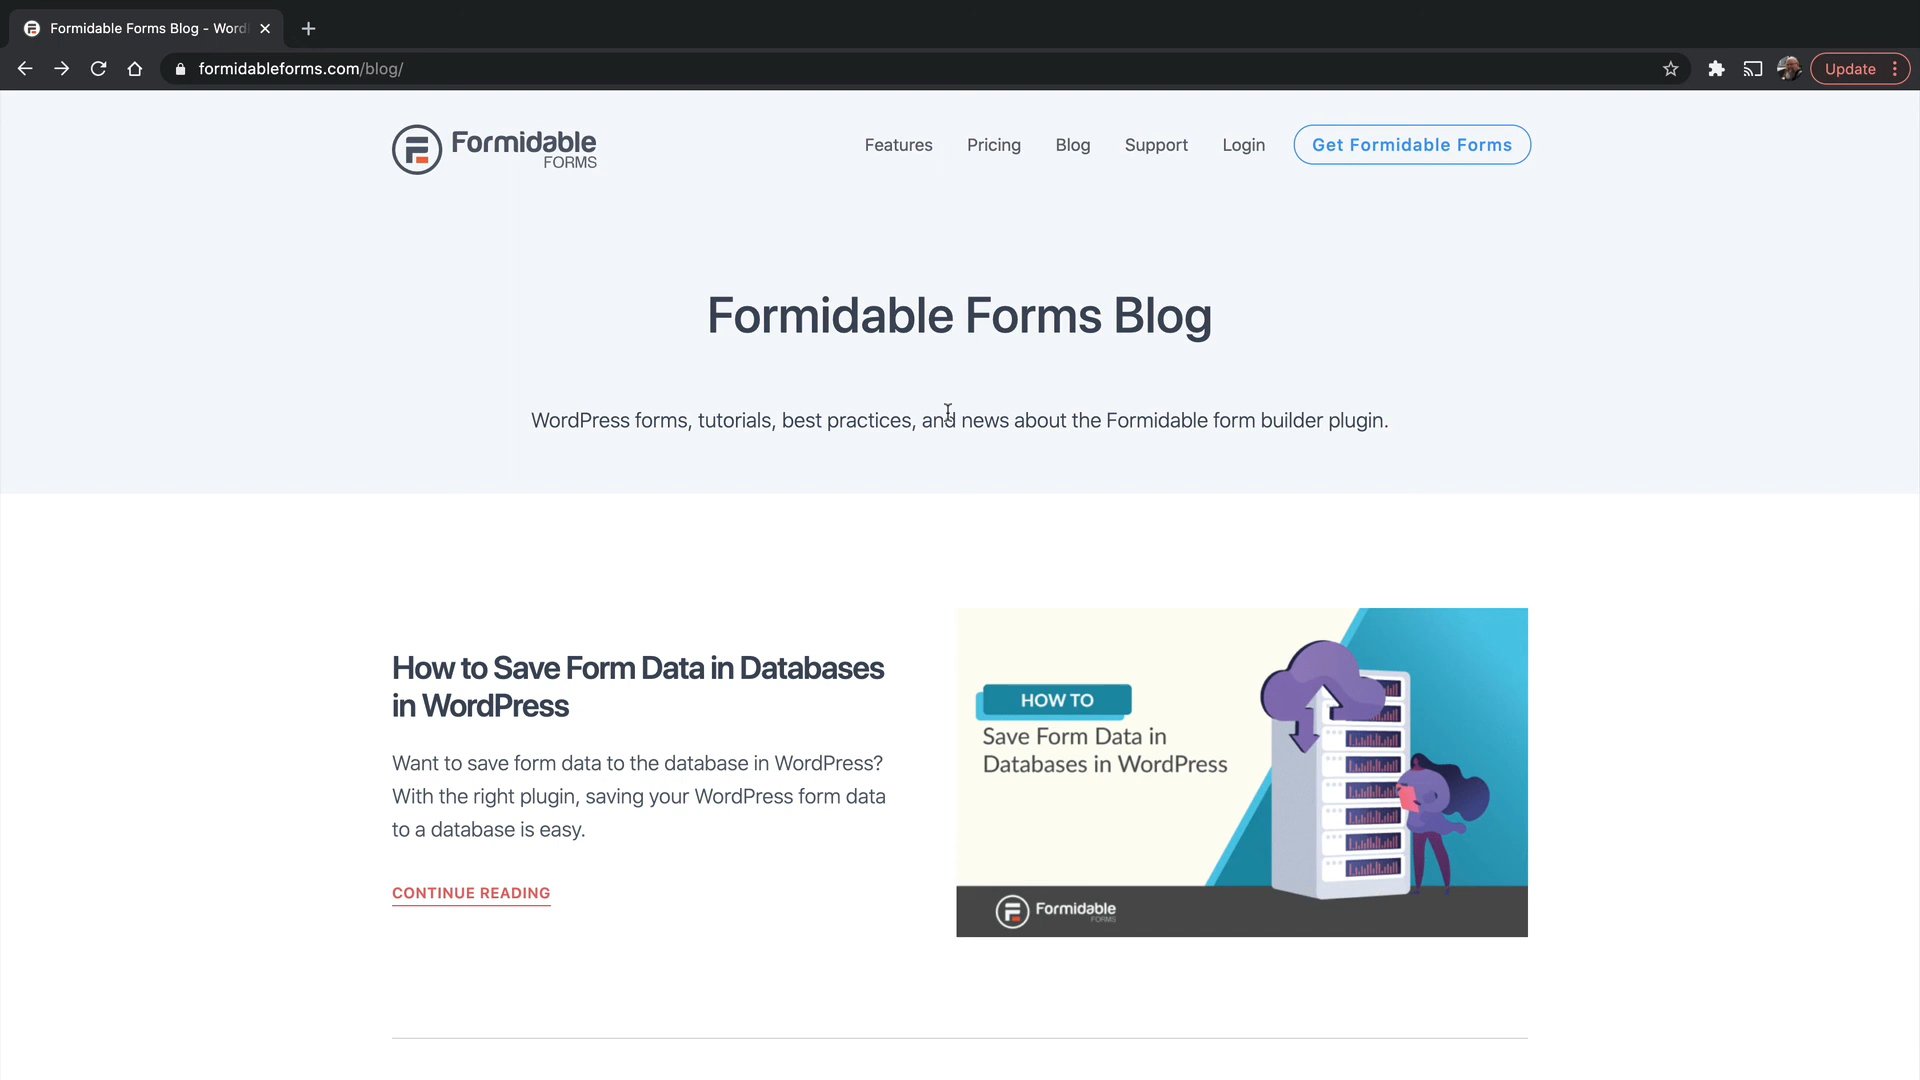 Formidable Forms Blog - Word
formidableforms.com/blog/
Update
Formidable
FORMS
Features
Pricing
Blog
Support
Login
Get Formidable Forms
Formidable Forms Blog
WordPress forms, tutorials, best practices, and news about the Formidable form builder plugin.
How to Save Form Data in Databases
in WordPress
Want to save form data to the database in WordPress?
With the right plugin, saving your WordPress form data
to a database is easy.
CONTINUE READING
HOW TO
Save Form Data in
Databases in WordPress
Formidable
FORMS